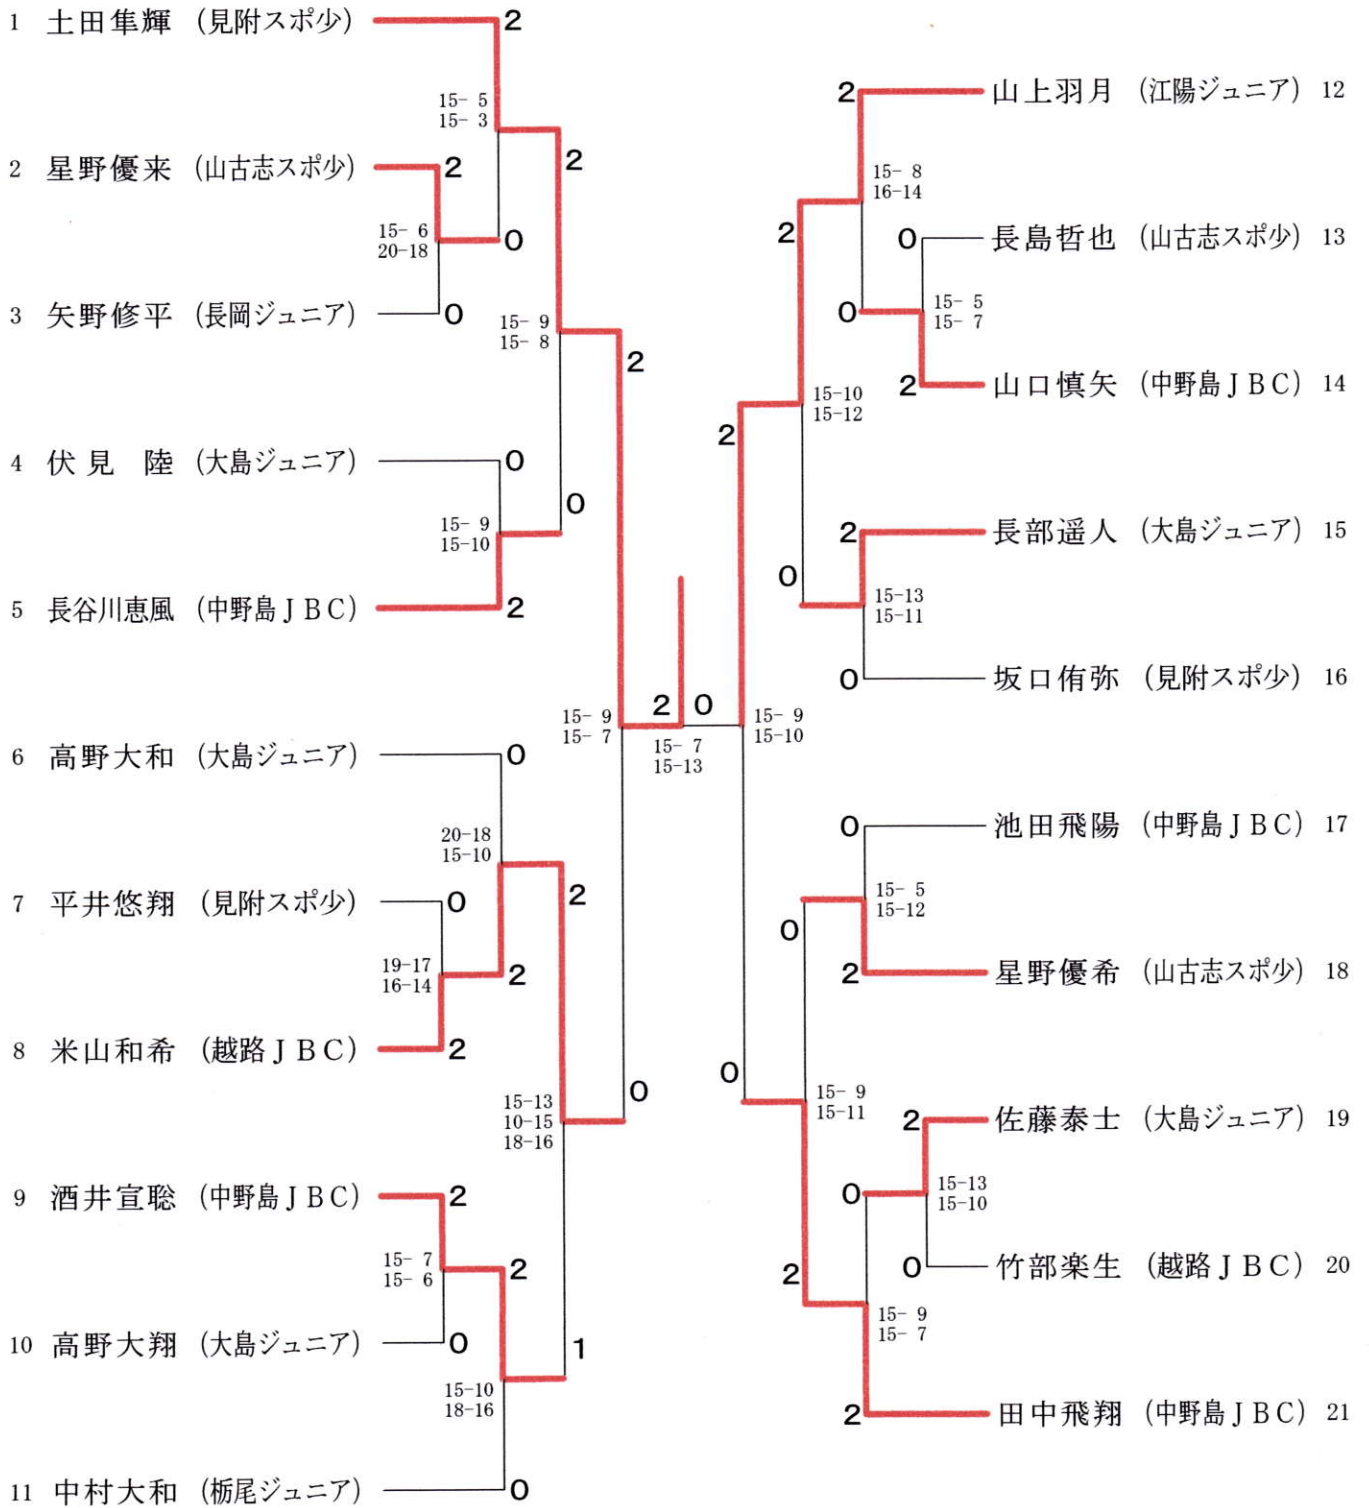 1 土田隼輝 (見附スポ少) 2
15- 5
15- 3
2 星野優来 (山古志スポ少) 2
2
15- 6
20-18
0
3 矢野修平 (長岡ジュニア) 0
15- 9
15- 8
2
4 伏見 陸 (大島ジュニア) 0
0
15- 9
15-10
5 長谷川恵風 (中野島JBC) 2
15- 9
15- 7
6 高野大和 (大島ジュニア) 0
20-18
15-10
2
7 平井悠翔 (見附スポ少) 0
19-17
16-14
2
8 米山和希 (越路JBC) 2
0
15-13
10-15
18-16
9 酒井宣聡 (中野島JBC) 2
15- 7
15- 6
2
10 高野大翔 (大島ジュニア) 0
1
15-10
18-16
11 中村大和 (栃尾ジュニア) 0
2 0
15- 7
15-13
2 山上羽月 (江陽ジュニア) 12
15- 8
16-14
2
0 長島哲也 (山古志スポ少) 13
0
15- 5
15- 7
2 山口慎矢 (中野島JBC) 14
15-10
15-12
2
2 長部遥人 (大島ジュニア) 15
0
15-13
15-11
0 坂口侑弥 (見附スポ少) 16
15- 9
15-10
0 池田飛陽 (中野島JBC) 17
15- 5
15-12
0
2 星野優希 (山古志スポ少) 18
0
15- 9
15-11
2 佐藤泰士 (大島ジュニア) 19
0
15-13
15-10
0 竹部楽生 (越路JBC) 20
2
15- 9
15- 7
2 田中飛翔 (中野島JBC) 21